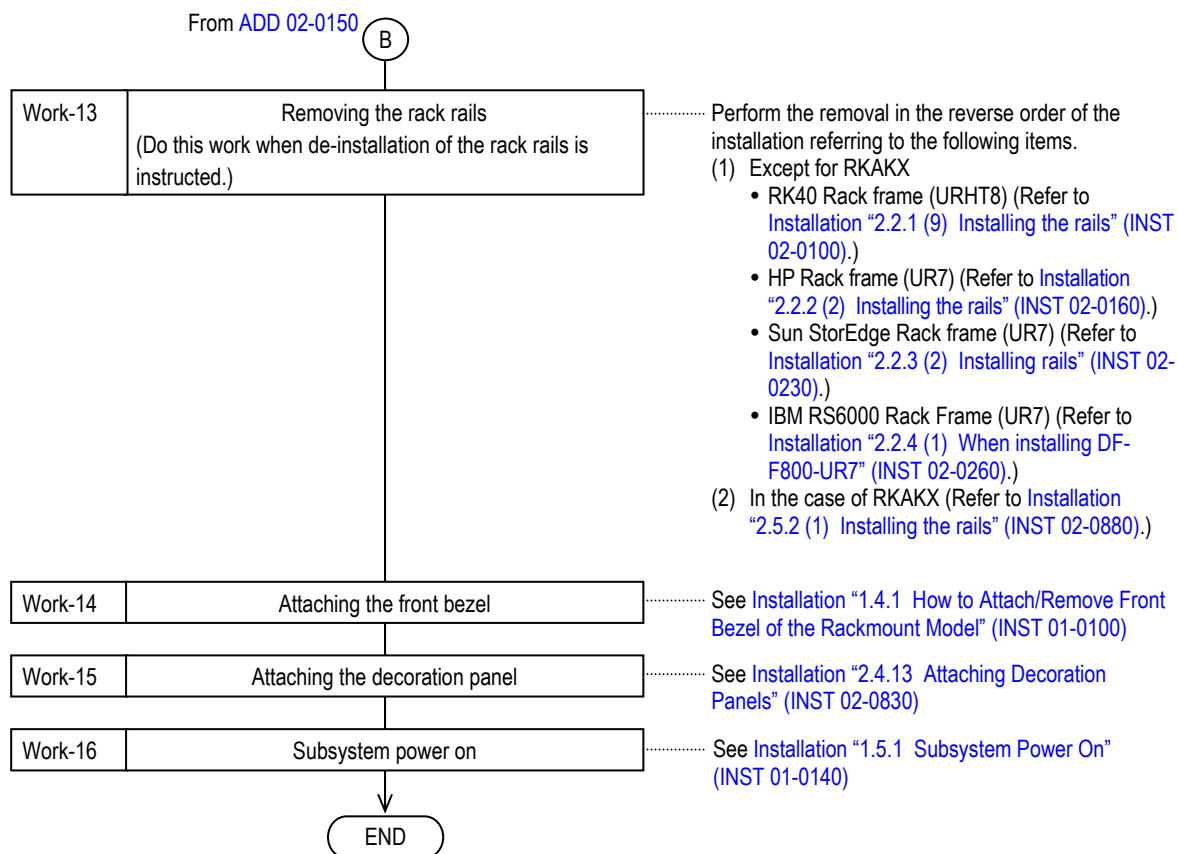 From ADD 02-0150
B
Work-13
Removing the rack rails
(Do this work when de-installation of the rack rails is
instructed.)
Perform the removal in the reverse order of the
installation referring to the following items.
(1) Except for RKAKX
• RK40 Rack frame (URHT8) (Refer to
Installation “2.2.1 (9) Installing the rails” (INST
02-0100).)
• HP Rack frame (UR7) (Refer to Installation
“2.2.2 (2) Installing the rails” (INST 02-0160).)
• Sun StorEdge Rack frame (UR7) (Refer to
Installation “2.2.3 (2) Installing rails” (INST 02-
0230).)
• IBM RS6000 Rack Frame (UR7) (Refer to
Installation “2.2.4 (1) When installing DF-
F800-UR7” (INST 02-0260).)
(2) In the case of RKAKX (Refer to Installation
“2.5.2 (1) Installing the rails” (INST 02-0880).)
Work-14
Attaching the front bezel
See Installation “1.4.1 How to Attach/Remove Front
Bezel of the Rackmount Model” (INST 01-0100)
Work-15
Attaching the decoration panel
See Installation “2.4.13 Attaching Decoration
Panels” (INST 02-0830)
Work-16
Subsystem power on
See Installation “1.5.1 Subsystem Power On”
(INST 01-0140)
END